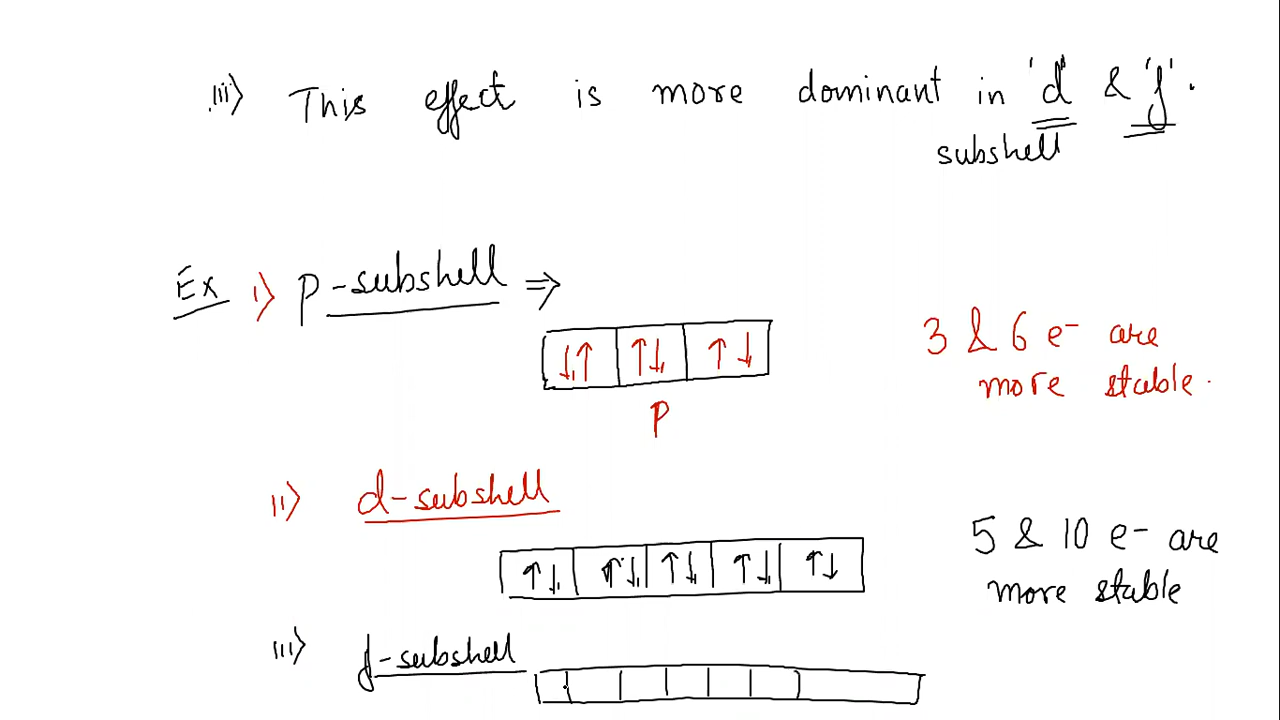 iii) This effect is more dominant in 'd' & 'f'.
subshell
Ex i) p-subshell ⇒
↓↑ ↑↓ ↑↓
3 & 6 e⁻ are
more stable.
p
ii) d-subshell
↑↓ ↑↓ ↑↓ ↑↓ ↑↓
5 & 10 e⁻ are
more stable
iii) f-subshell